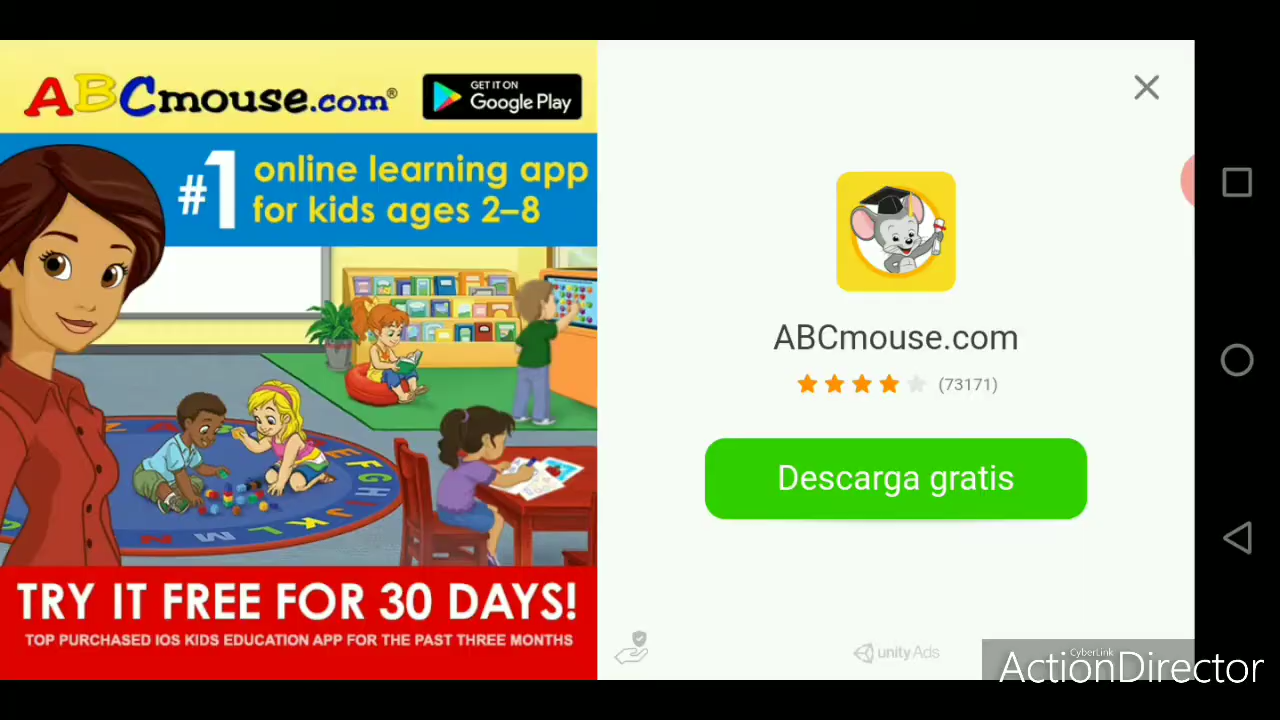 ABCmouse.com®
GET IT ON
Google Play
#1 online learning app
for kids ages 2–8
E
F
G
H
I
J
K
L
M
N
TRY IT FREE FOR 30 DAYS!
TOP PURCHASED IOS KIDS EDUCATION APP FOR THE PAST THREE MONTHS
ABCmouse.com
(73171)
Descarga gratis
unity Ads
CyberLink
ActionDirector